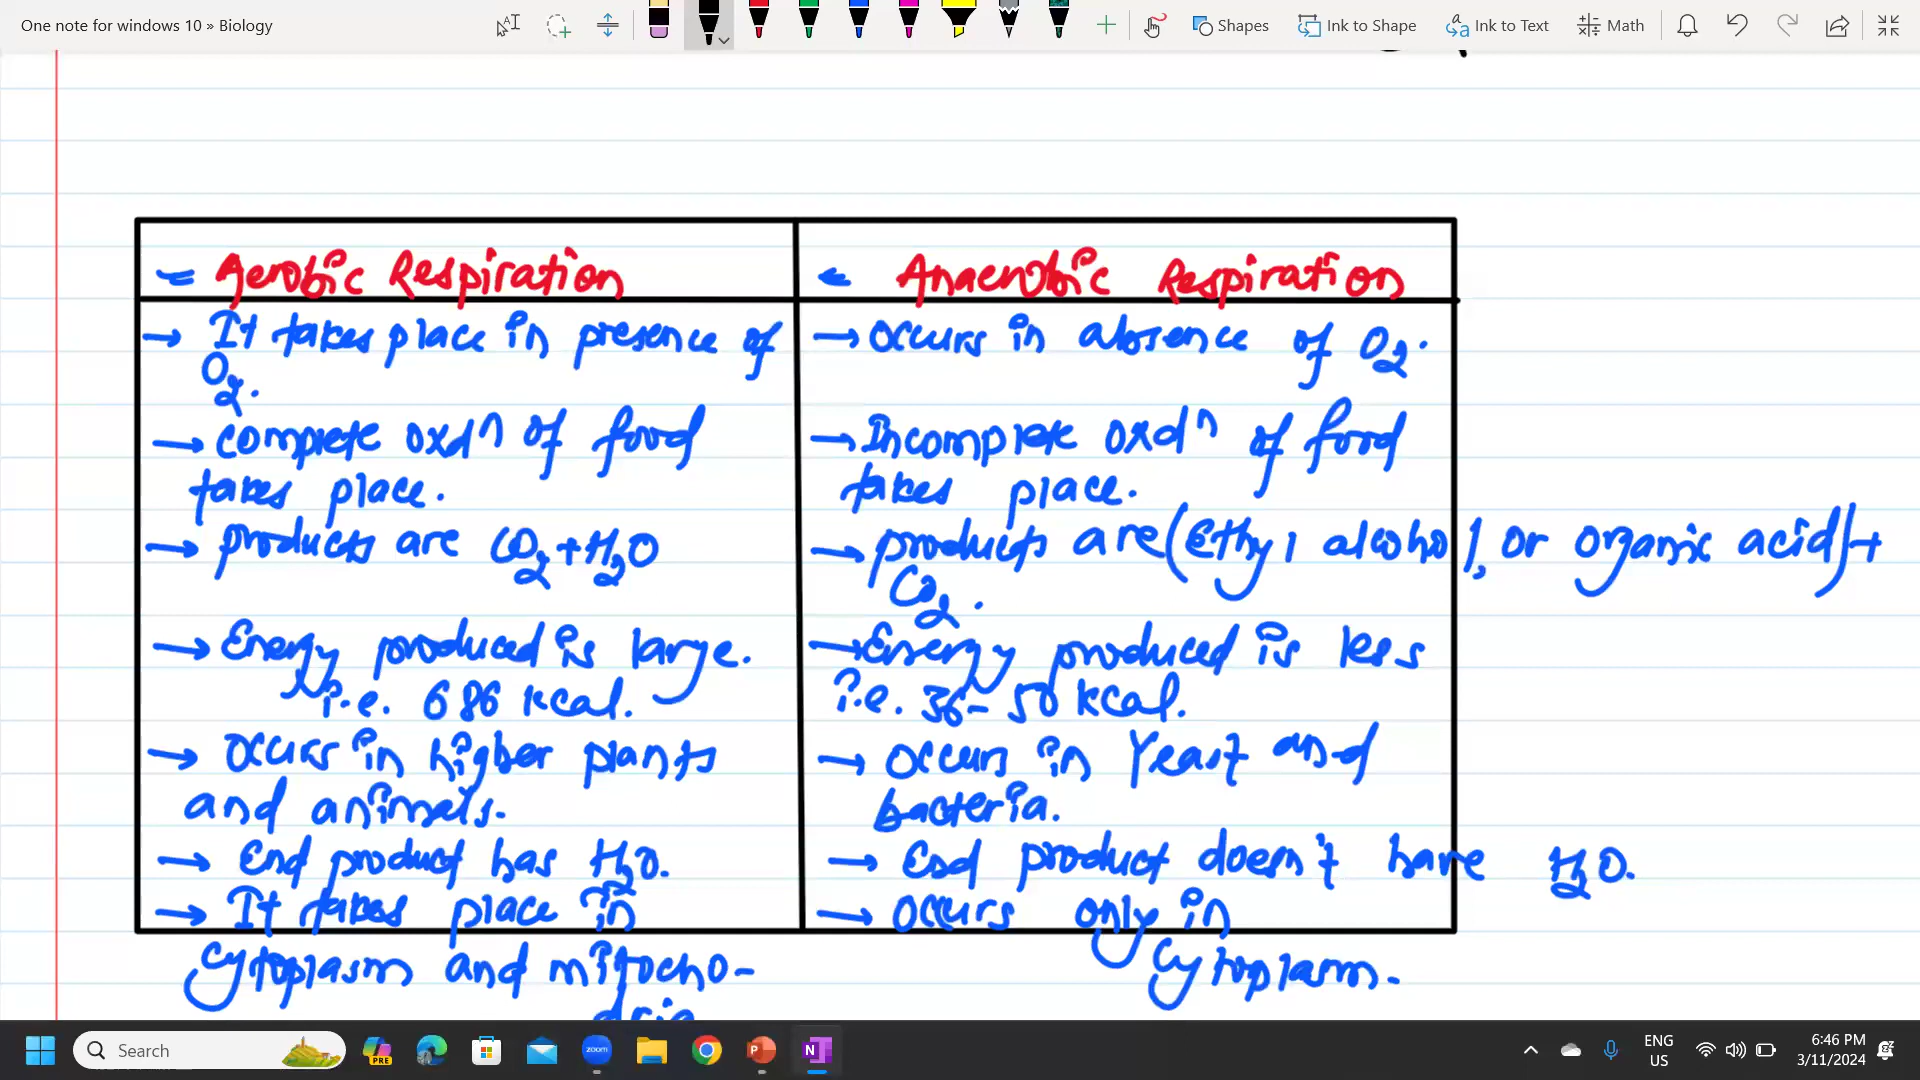 One note for windows 10 » Biology
Shapes
Ink to Shape
Ink to Text
Math
Aerobic Respiration
→ It takes place in presence of
O2.
→ complete oxdn of food
takes place.
→ products are CO2+H2O
→ Energy produced is large.
i.e. 686 kcal.
→ occurs in higher plants
and animals.
→ End product has H2O.
→ It takes place in
cytoplasm and mitocho-
dria
Anaerobic Respiration
→ occurs in absence of O2.
→ Incomplete oxdn of food
takes place.
→ products are (Ethyl alcohol, or organic acid)+
CO2.
→ Energy produced is less
i.e. 36-50 kcal.
→ occurs in Yeast and
bacteria.
→ End product doesn't have H2O.
→ occurs only in
cytoplasm.
Search
PRE
zoom
ENG
US
6:46 PM
3/11/2024